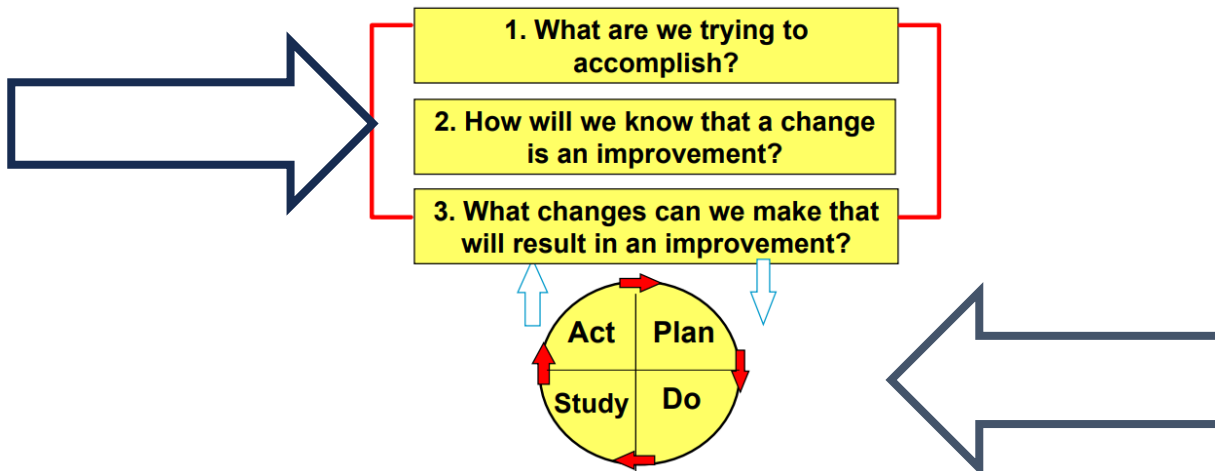 1. What are we trying to
accomplish?
2. How will we know that a change
is an improvement?
3. What changes can we make that
will result in an improvement?
Act Plan
Study Do